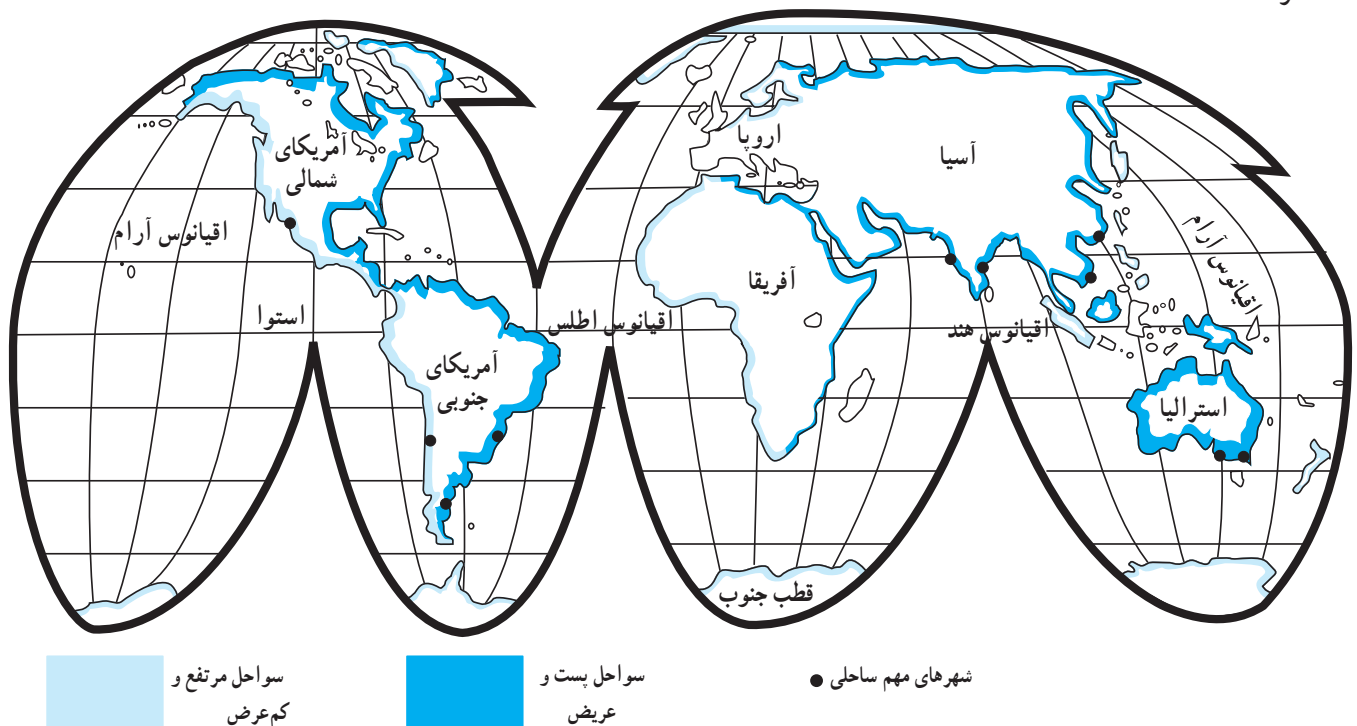 آمریکای
شمالی
اقیانوس آرام
استوا
آمریکای
جنوبی
اقیانوس اطلس
اروپا
آسیا
آفریقا
اقیانوس هند
اقیانوس آرام
استرالیا
قطب جنوب
شهرهای مهم ساحلی
سواحل پست و
عریض
سواحل مرتفع و
کم‌عرض